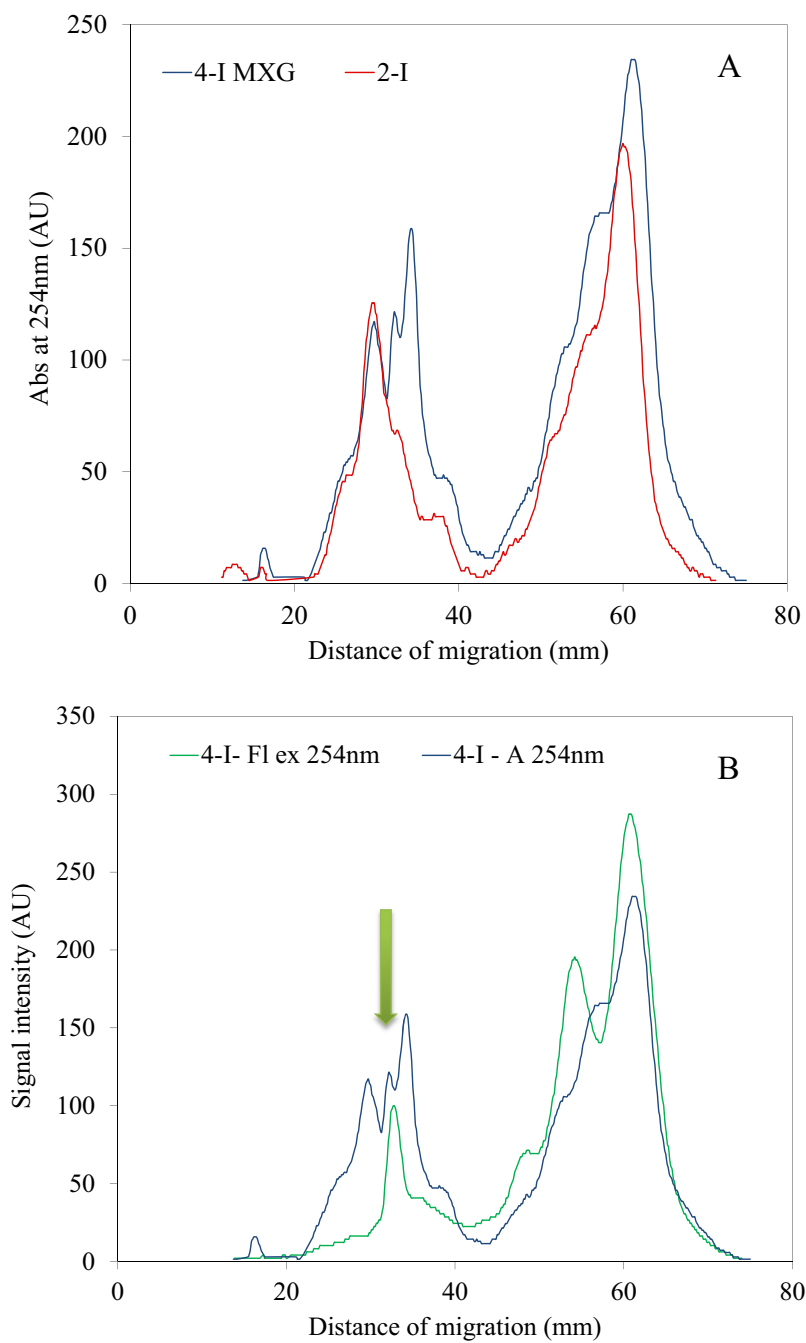 250
4-I MXG 2-I A
200
150
100
50
0
Abs at 254nm (AU)
0 20 40 60 80
Distance of migration (mm)
350
4-I- Fl ex 254nm 4-I - A 254nm B
300
250
200
150
100
50
0
Signal intensity (AU)
0 20 40 60 80
Distance of migration (mm)